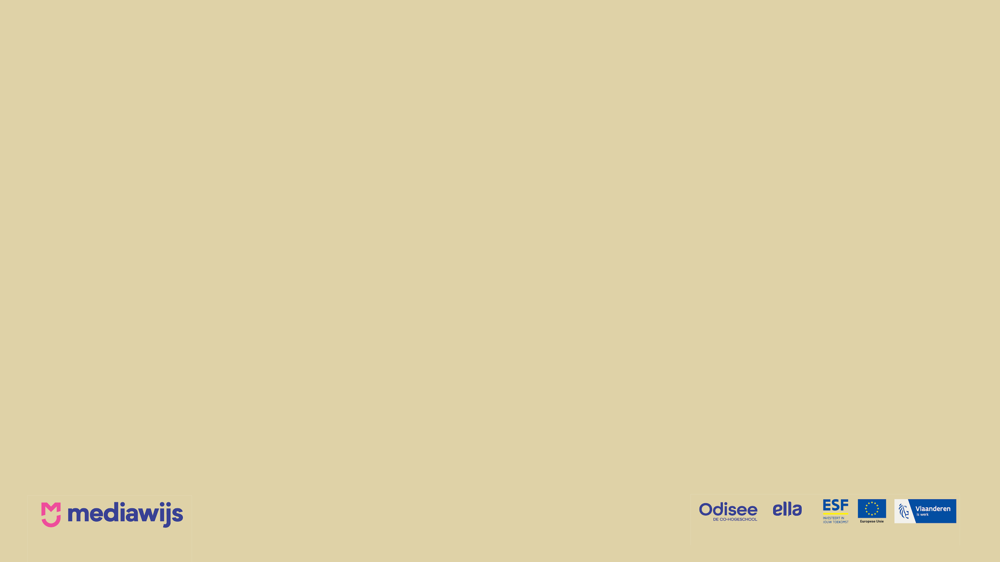 mediawijs
Odisee
DE CO-HOGESCHOOL
ella
ESF
INVESTEERT IN
JOUW TOEKOMST
Europese Unie
Vlaanderen
is werk